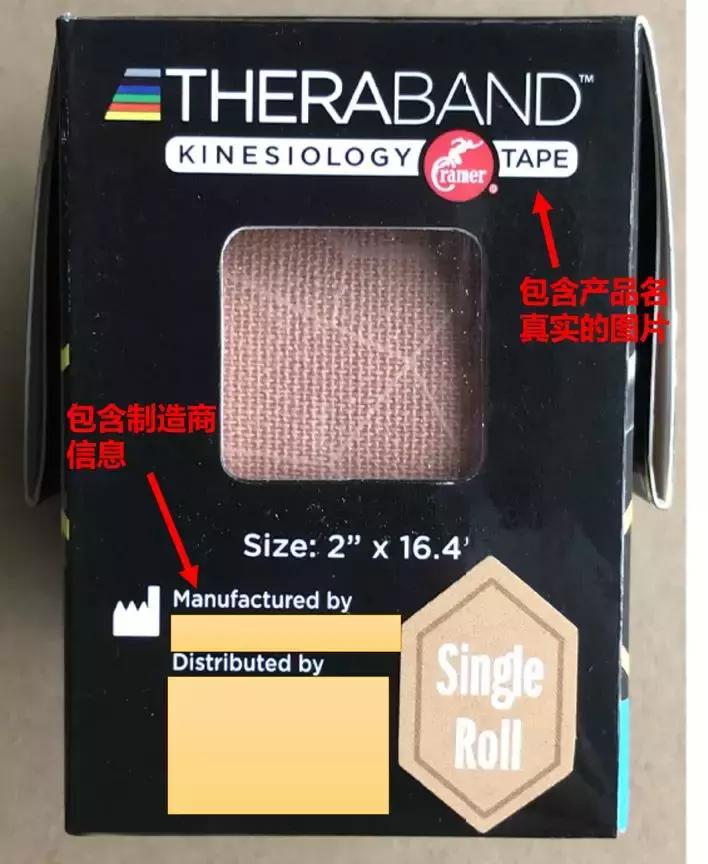 THERABAND™
KINESIOLOGY Cramer® TAPE
包含产品名
真实的图片
包含制造商
信息
Size: 2” x 16.4’
Manufactured by
Distributed by
Single
Roll